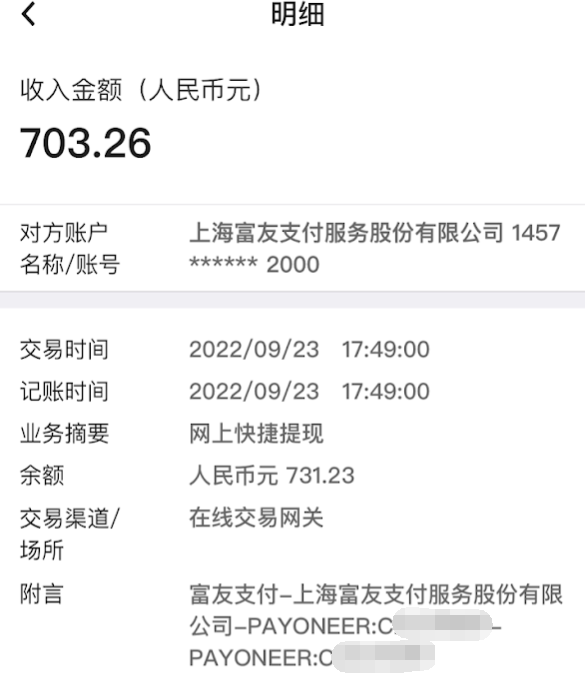 明细
收入金额（人民币元）
703.26
对方账户 上海富友支付服务股份有限公司 1457
名称/账号 ****** 2000
交易时间 2022/09/23 17:49:00
记账时间 2022/09/23 17:49:00
业务摘要 网上快捷提现
余额 人民币元 731.23
交易渠道/ 在线交易网关
场所
附言 富友支付-上海富友支付服务股份有限
公司-PAYONEER:C -
PAYONEER:C